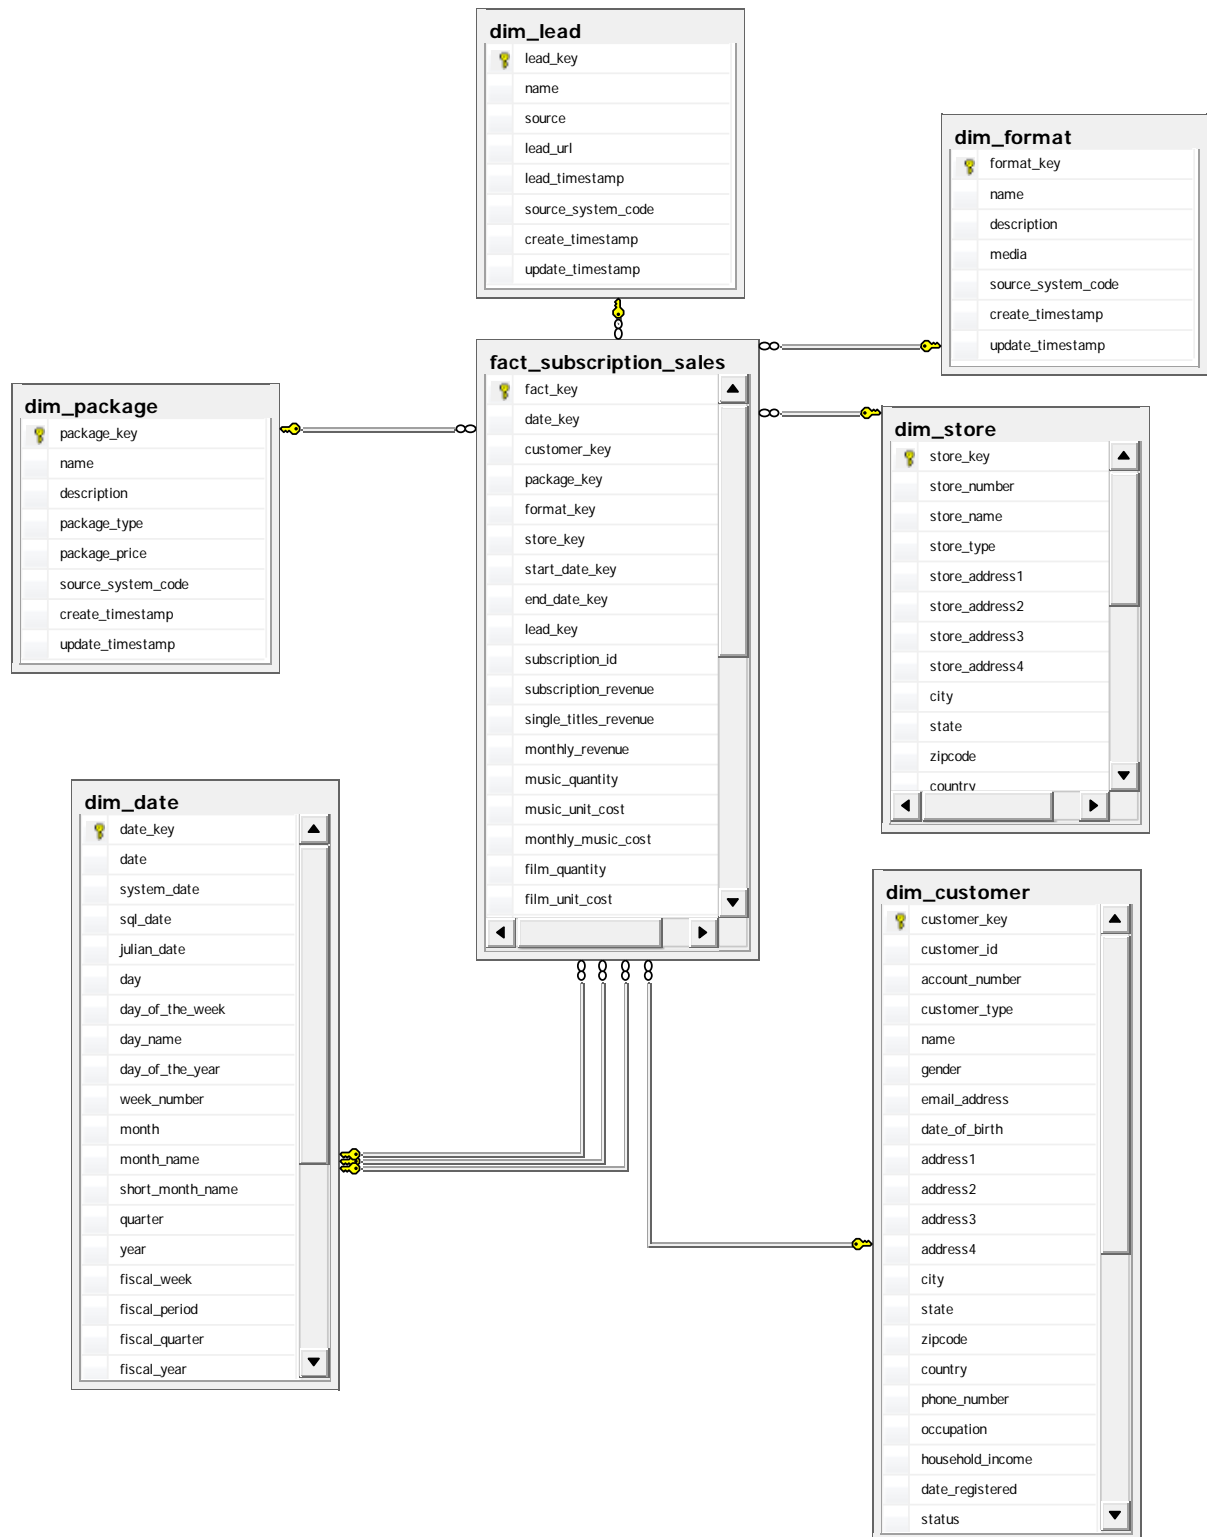 dim_lead
lead_key
name
source
lead_url
lead_timestamp
source_system_code
create_timestamp
update_timestamp
dim_format
format_key
name
description
media
source_system_code
create_timestamp
update_timestamp
fact_subscription_sales
fact_key
date_key
customer_key
package_key
format_key
store_key
start_date_key
end_date_key
lead_key
subscription_id
subscription_revenue
single_titles_revenue
monthly_revenue
music_quantity
music_unit_cost
monthly_music_cost
film_quantity
film_unit_cost
dim_package
package_key
name
description
package_type
package_price
source_system_code
create_timestamp
update_timestamp
dim_store
store_key
store_number
store_name
store_type
store_address1
store_address2
store_address3
store_address4
city
state
zipcode
country
dim_date
date_key
date
system_date
sql_date
julian_date
day
day_of_the_week
day_name
day_of_the_year
week_number
month
month_name
short_month_name
quarter
year
fiscal_week
fiscal_period
fiscal_quarter
fiscal_year
dim_customer
customer_key
customer_id
account_number
customer_type
name
gender
email_address
date_of_birth
address1
address2
address3
address4
city
state
zipcode
country
phone_number
occupation
household_income
date_registered
status